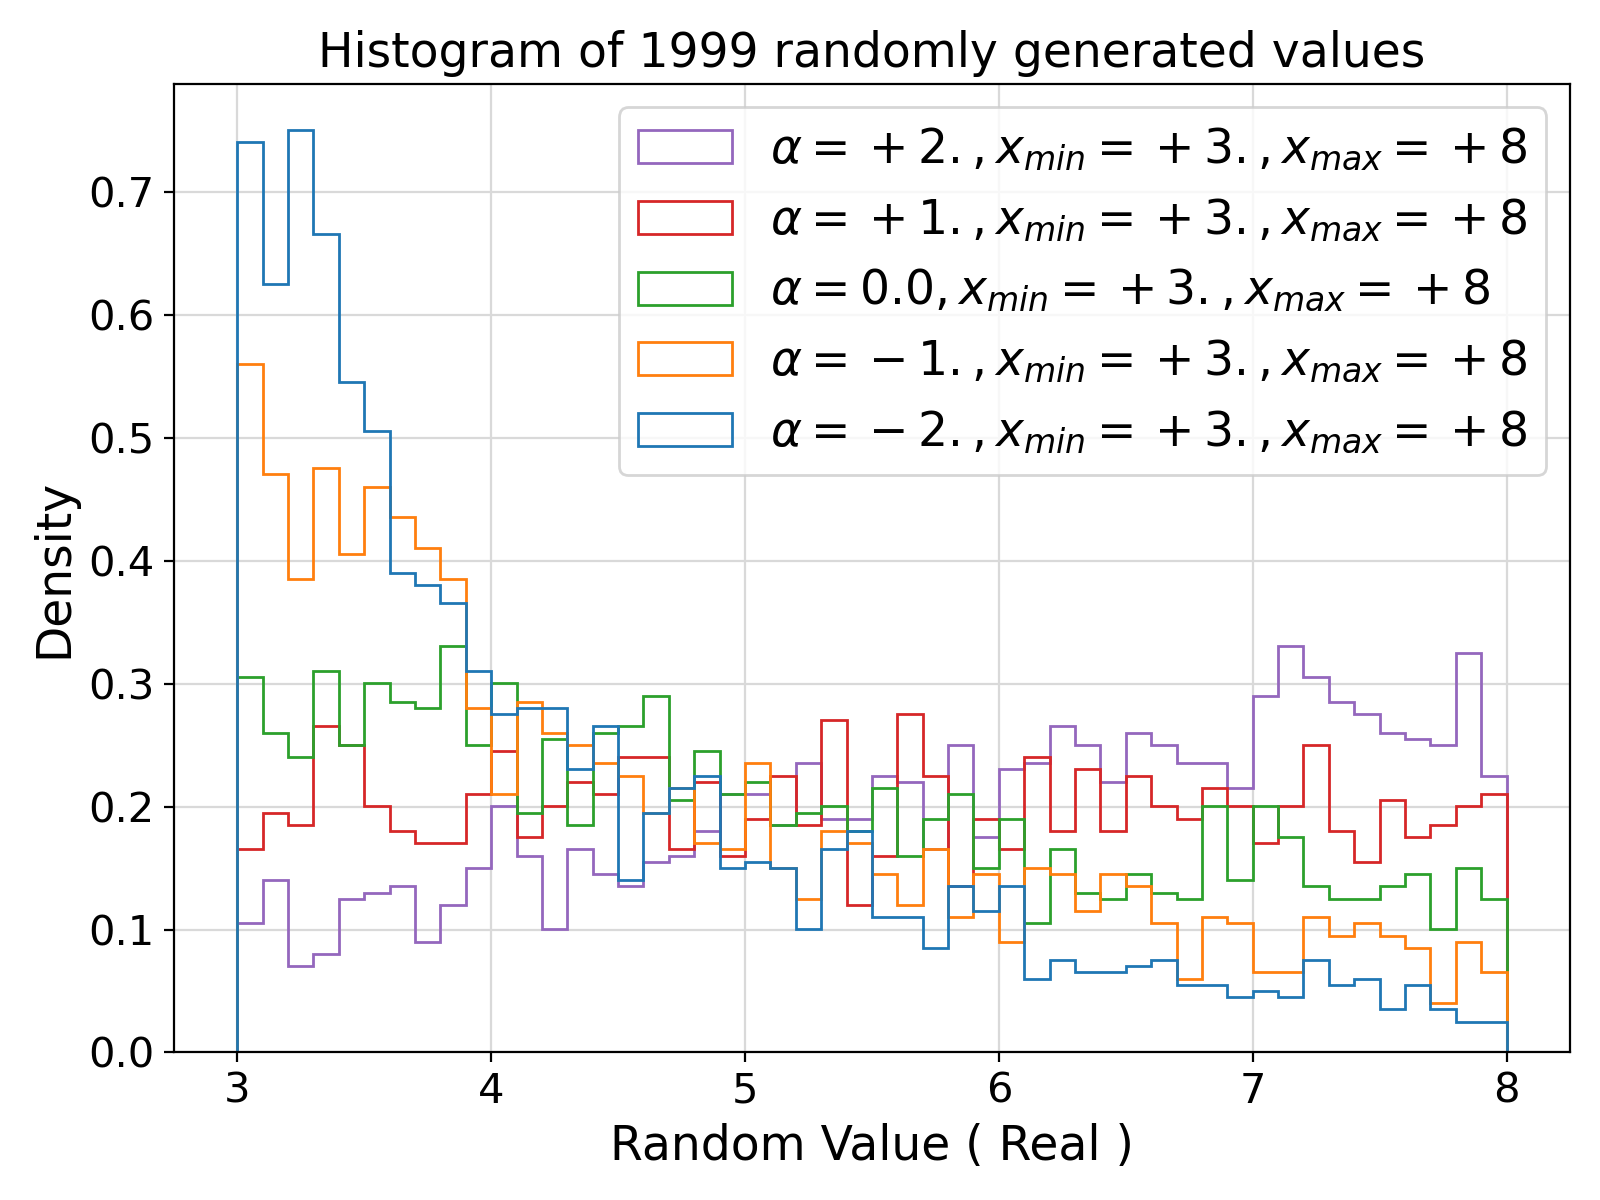 Histogram of 1999 randomly generated values
α = +2., x_min = +3., x_max = +8
α = +1., x_min = +3., x_max = +8
α = 0.0, x_min = +3., x_max = +8
α = −1., x_min = +3., x_max = +8
α = −2., x_min = +3., x_max = +8
Density
0.7
0.6
0.5
0.4
0.3
0.2
0.1
0.0
3 4 5 6 7 8
Random Value ( Real )